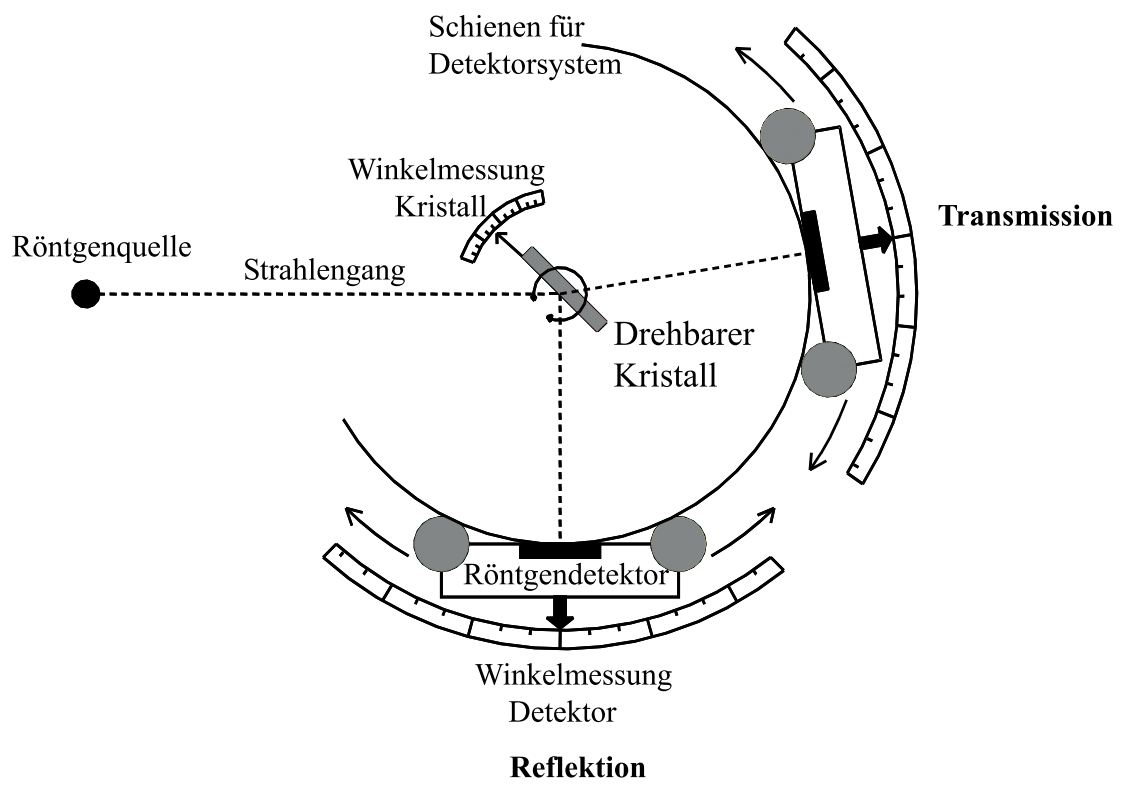 Schienen für
Detektorsystem
Winkelmessung
Kristall
Röntgenquelle
Strahlengang
Transmission
Drehbarer
Kristall
Röntgendetektor
Winkelmessung
Detektor
Reflektion